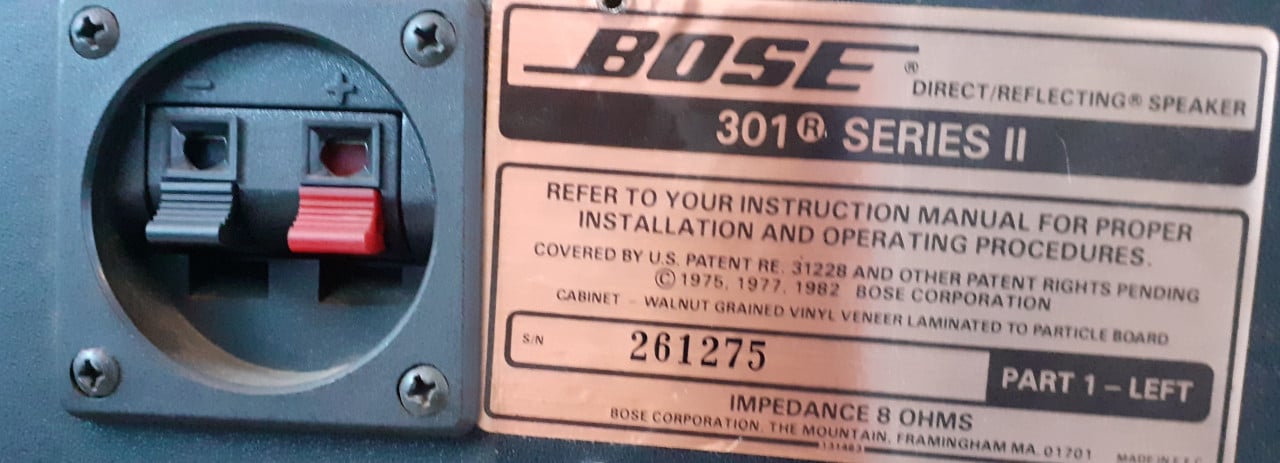 - +
BOSE®
DIRECT/REFLECTING® SPEAKER
301® SERIES II
REFER TO YOUR INSTRUCTION MANUAL FOR PROPER
INSTALLATION AND OPERATING PROCEDURES.
COVERED BY U.S. PATENT RE. 31228 AND OTHER PATENT RIGHTS PENDING
© 1975, 1977, 1982 BOSE CORPORATION
CABINET - WALNUT GRAINED VINYL VENEER LAMINATED TO PARTICLE BOARD
S/N 261275
PART 1 - LEFT
IMPEDANCE 8 OHMS
BOSE CORPORATION, THE MOUNTAIN, FRAMINGHAM MA. 01701
MADE IN